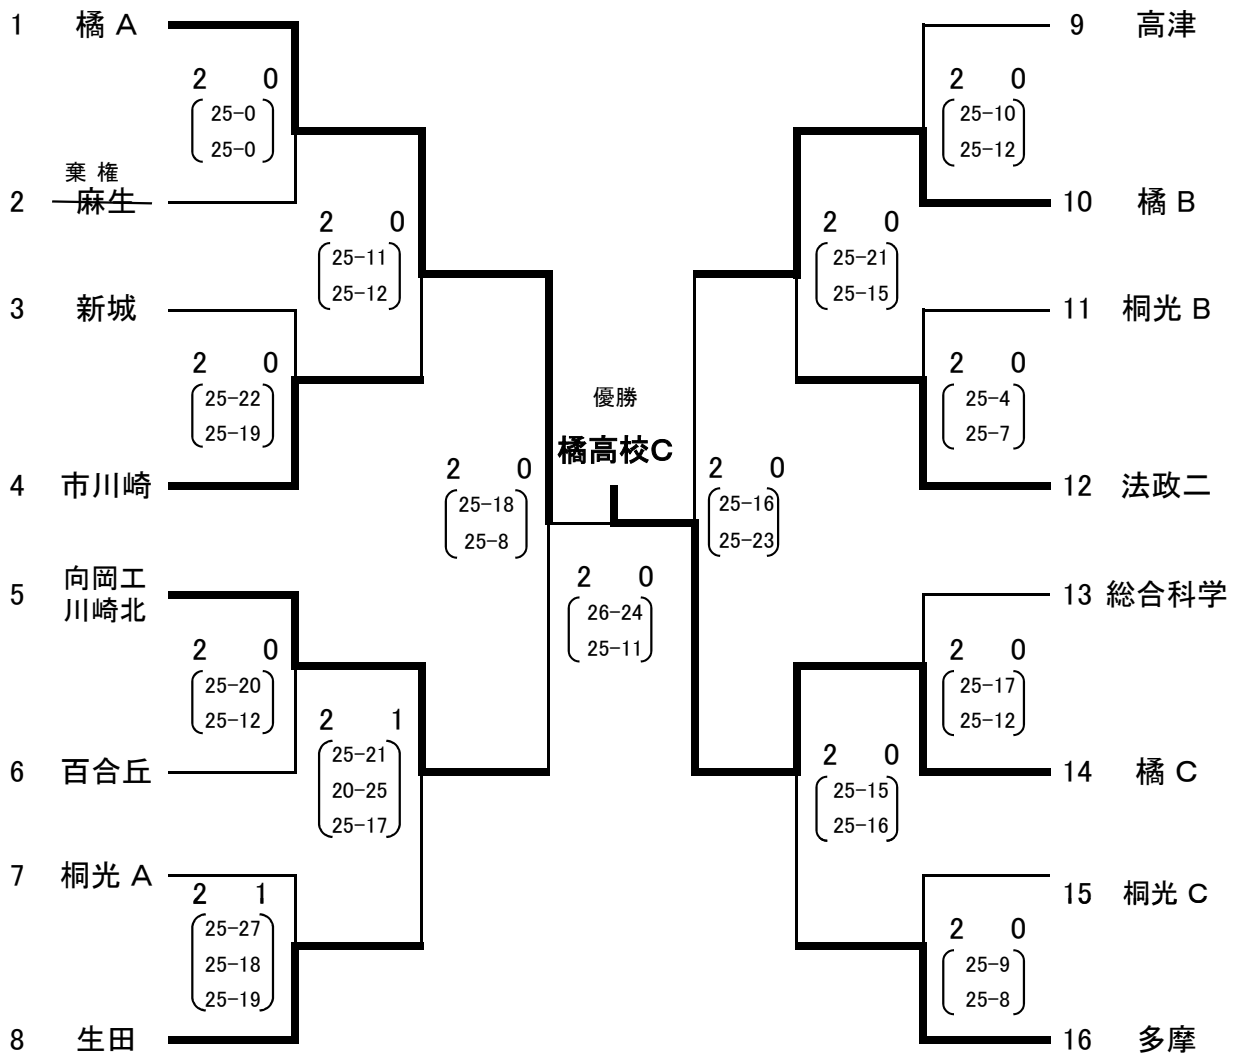 1 橘 A
2 0
25-0
25-0
棄 権
2 麻生
2 0
25-11
25-12
3 新城
2 0
25-22
25-19
4 市川崎
2 0
25-18
25-8
5 向岡工
川崎北
2 0
25-20
25-12
6 百合丘
2 1
25-21
20-25
25-17
7 桐光 A
2 1
25-27
25-18
25-19
8 生田
優勝
橘高校C
2 0
26-24
25-11
9 高津
2 0
25-10
25-12
10 橘 B
2 0
25-21
25-15
11 桐光 B
2 0
25-4
25-7
12 法政二
2 0
25-16
25-23
13 総合科学
2 0
25-17
25-12
14 橘 C
2 0
25-15
25-16
15 桐光 C
2 0
25-9
25-8
16 多摩